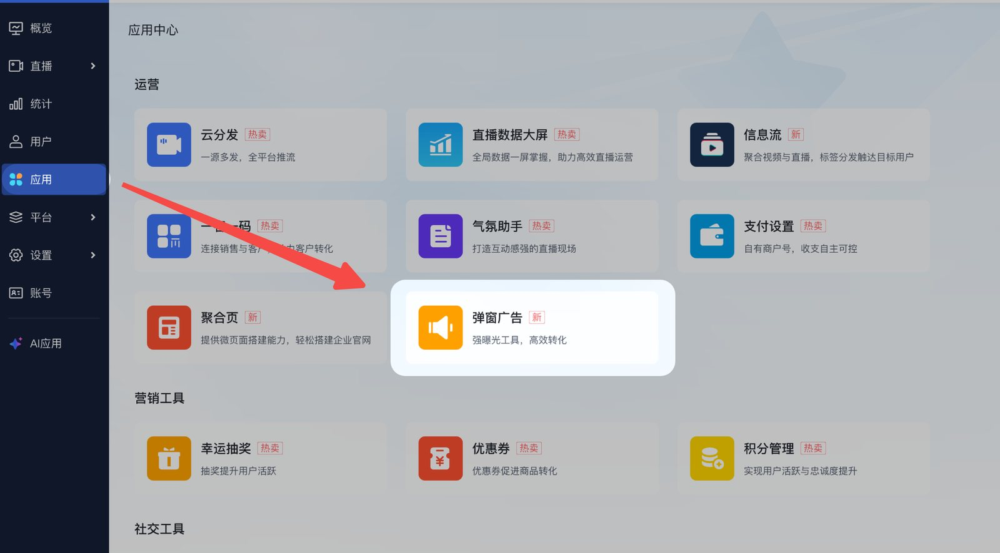 概览
直播
统计
用户
应用
平台
设置
账号
AI应用
应用中心
运营
云分发 热卖
一源多发，全平台推流
直播数据大屏 热卖
全局数据一屏掌握，助力高效直播运营
信息流 新
聚合视频与直播，标签分发触达目标用户
一 一码 热卖
连接销售与客 力客户转化
气氛助手 热卖
打造互动感强的直播现场
支付设置 热卖
自有商户号，收支自主可控
聚合页 新
提供微页面搭建能力，轻松搭建企业官网
弹窗广告 新
强曝光工具，高效转化
营销工具
幸运抽奖 热卖
抽奖提升用户活跃
优惠券 热卖
优惠券促进商品转化
积分管理 热卖
实现用户活跃与忠诚度提升
社交工具